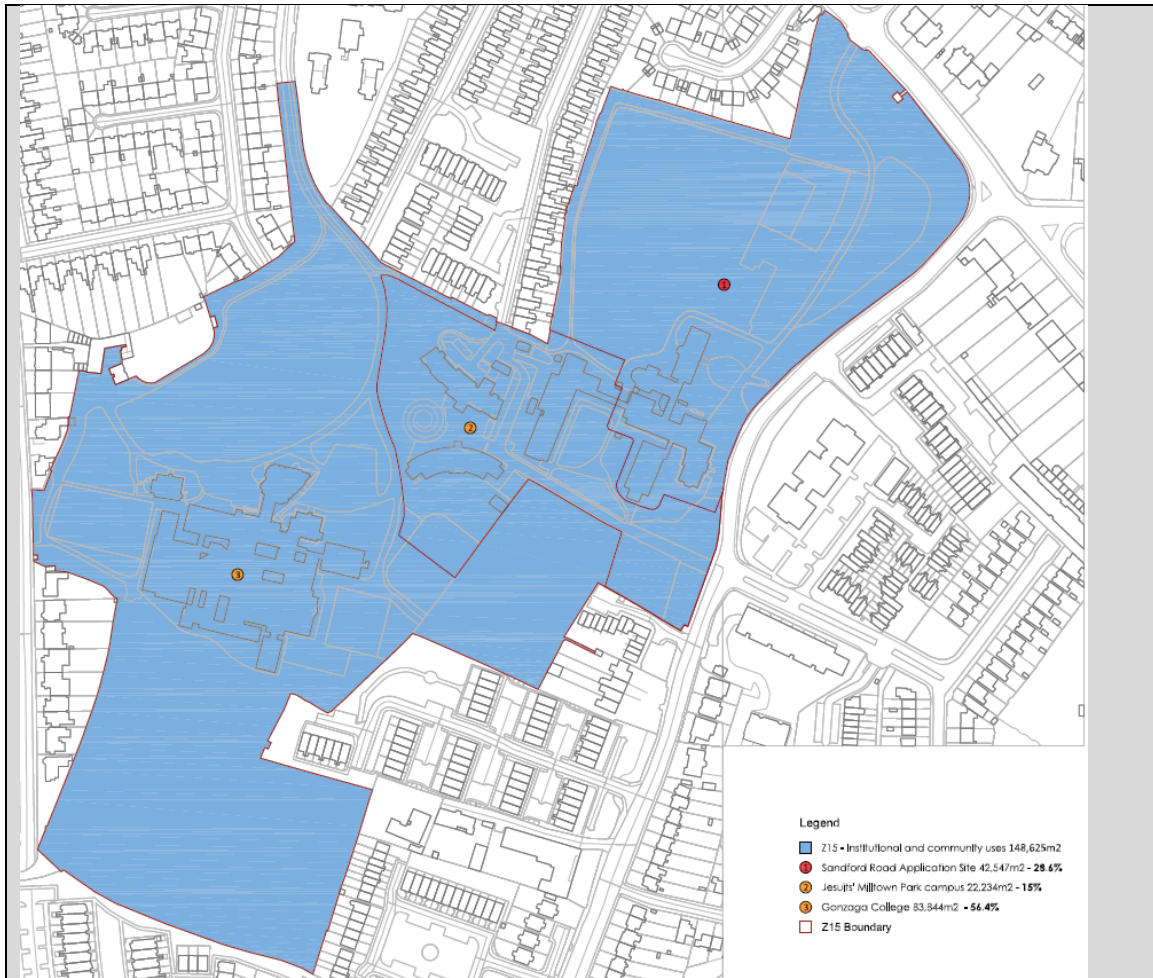 1
2
3
Legend
Z15 - Institutional and community uses 148,625m2
1 Sandford Road Application Site 42,547m2 - 28.6%
2 Jesuits' Milltown Park campus 22,234m2 - 15%
3 Gonzaga College 83,844m2 - 56.4%
Z15 Boundary